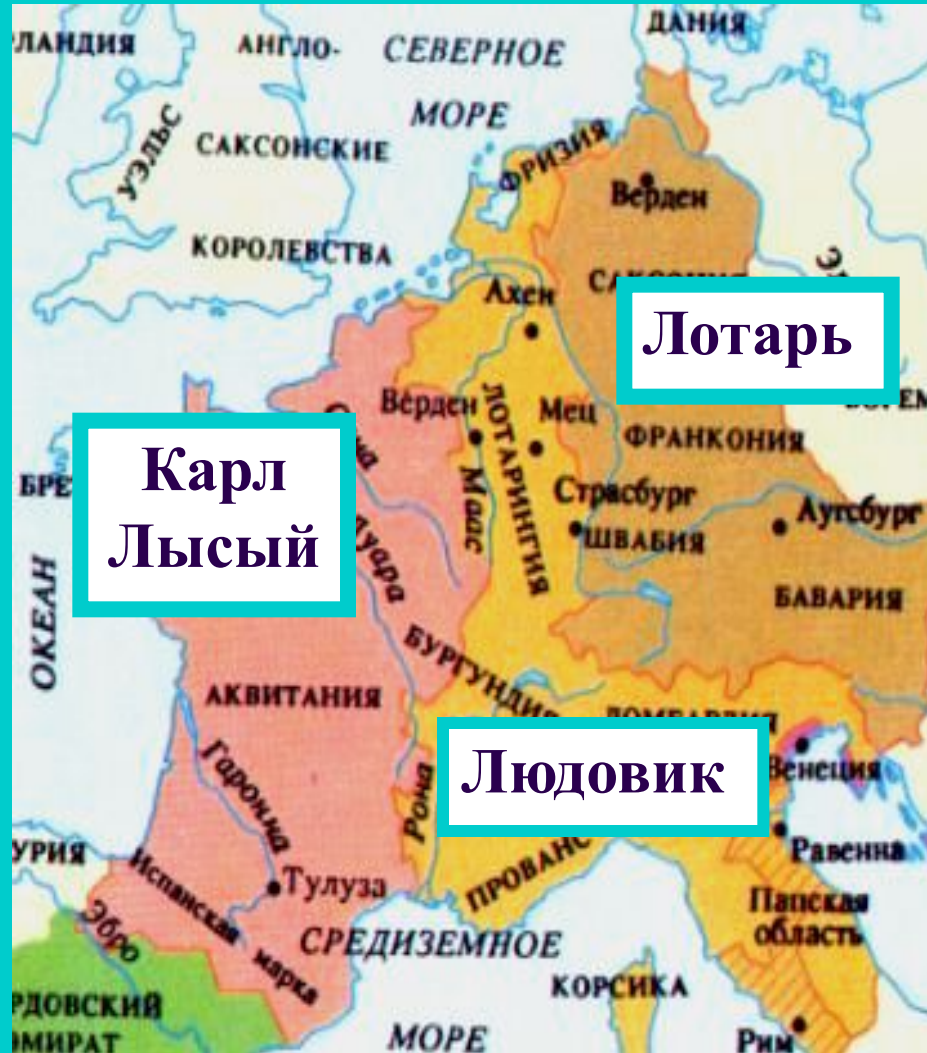 ДАНИЯ
АНГЛО-
СЕВЕРНОЕ
МОРЕ
УЭЛЬС
САКСОНСКИЕ
ФРИЗИЯ
Верден
КОРОЛЕВСТВА
Ахен
Лотарь
Верден
ЛОТАРИНГИЯ
Мец
ФРАНКОНИЯ
Карл
Лысый
Маас
Страсбург
Аугсбург
ШВАБИЯ
Луара
ОКЕАН
БАВАРИЯ
БУРГУНДИЯ
АКВИТАНИЯ
ЛОМБАРДИЯ
Людовик
Венеция
Гаронна
Рона
Равенна
ПРОВАНС
Испанская марка
Тулуза
Папская
область
Эбро
СРЕДИЗЕМНОЕ
МОРЕ
КОРСИКА
Рим